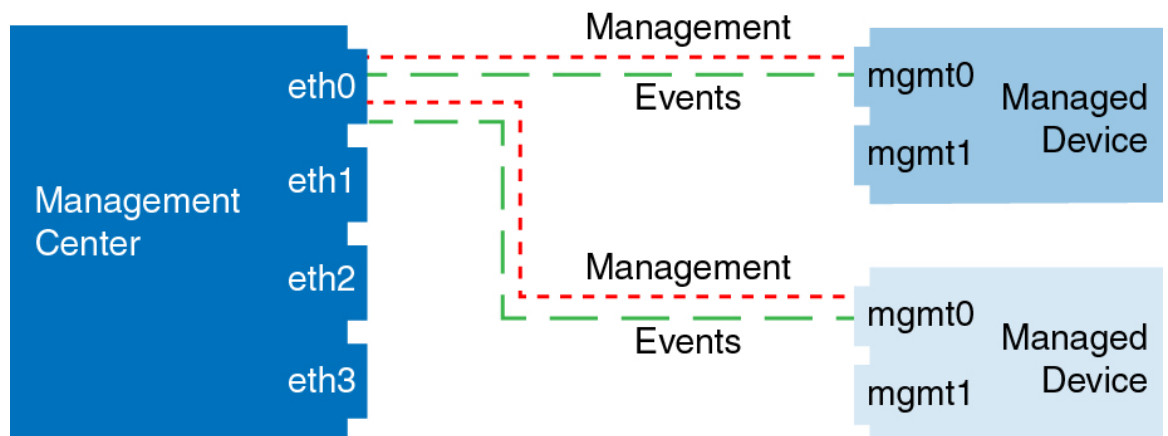 Management
Center
eth0
eth1
eth2
eth3
Management
Events
mgmt0
mgmt1
Managed
Device
Management
Events
mgmt0
mgmt1
Managed
Device